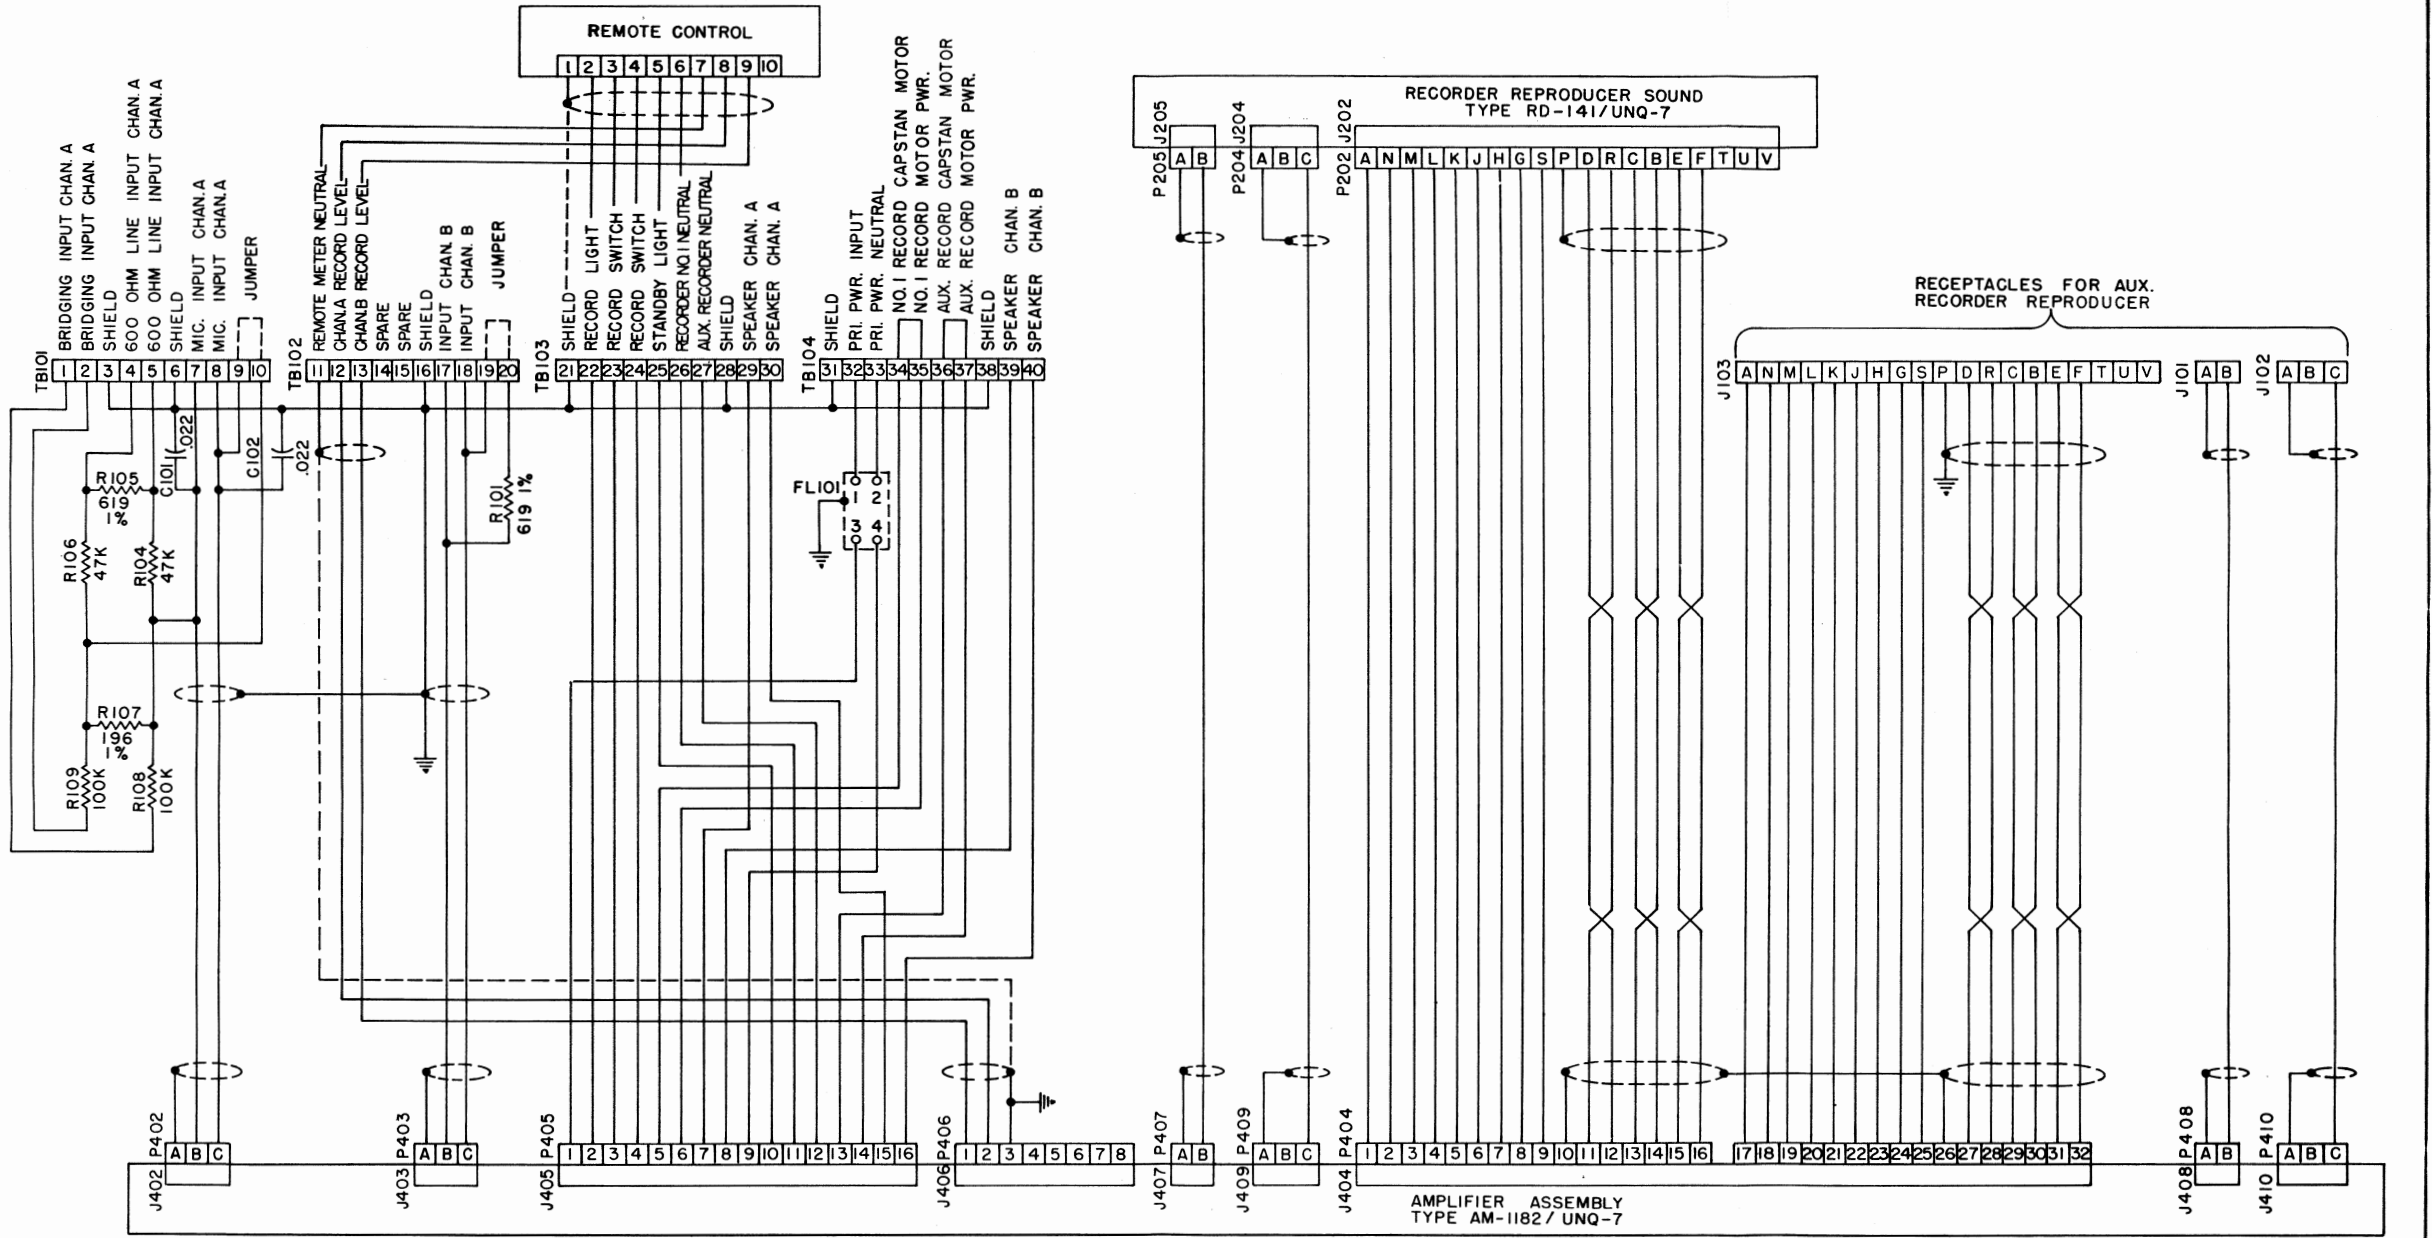 REMOTE CONTROL
1 2 3 4 5 6 7 8 9 10
BRIDGING INPUT CHAN. A
BRIDGING INPUT CHAN. A
SHIELD
600 OHM LINE INPUT CHAN. A
600 OHM LINE INPUT CHAN. A
SHIELD
MIC. INPUT CHAN. A
MIC. INPUT CHAN. A
JUMPER
TB101
1 2 3 4 5 6 7 8 9 10
REMOTE METER NEUTRAL
CHAN. A RECORD LEVEL
CHAN. B RECORD LEVEL
SPARE
SPARE
SHIELD
INPUT CHAN. B
INPUT CHAN. B
JUMPER
TB102
11 12 13 14 15 16 17 18 19 20
SHIELD
RECORD LIGHT
RECORD SWITCH
RECORD SWITCH
STANDBY LIGHT
RECORDER NO. 1 NEUTRAL
AUX. RECORDER NEUTRAL
SHIELD
SPEAKER CHAN. A
SPEAKER CHAN. A
TB103
21 22 23 24 25 26 27 28 29 30
SHIELD
PRI. PWR. INPUT
PRI. PWR. NEUTRAL
NO. 1 RECORD CAPSTAN MOTOR
NO. 1 RECORD MOTOR PWR.
AUX. RECORD CAPSTAN MOTOR
AUX. RECORD MOTOR PWR.
SHIELD
SPEAKER CHAN. B
SPEAKER CHAN. B
TB104
31 32 33 34 35 36 37 38 39 40
C101
.022
C102
.022
R105
619
1%
R106
47K
R104
47K
R107
196
1%
R109
100K
R108
100K
R101
619 1%
FL101
1 2
3 4
RECORDER REPRODUCER SOUND
TYPE RD-141/UNQ-7
P205 J205
A B
P204 J204
A B C
P202 J202
A N M L K J H G S P D R C B E F T U V
RECEPTACLES FOR AUX.
RECORDER REPRODUCER
J103
A N M L K J H G S P D R C B E F T U V
J101
A B
J102
A B C
J402 P402
A B C
J403 P403
A B C
J405 P405
1 2 3 4 5 6 7 8 9 10 11 12 13 14 15 16
J406 P406
1 2 3 4 5 6 7 8
J407 P407
A B
J409 P409
A B C
J404 P404
1 2 3 4 5 6 7 8 9 10 11 12 13 14 15 16
17 18 19 20 21 22 23 24 25 26 27 28 29 30 31 32
J408 P408
A B
J410 P410
A B C
AMPLIFIER ASSEMBLY
TYPE AM-1182/UNQ-7